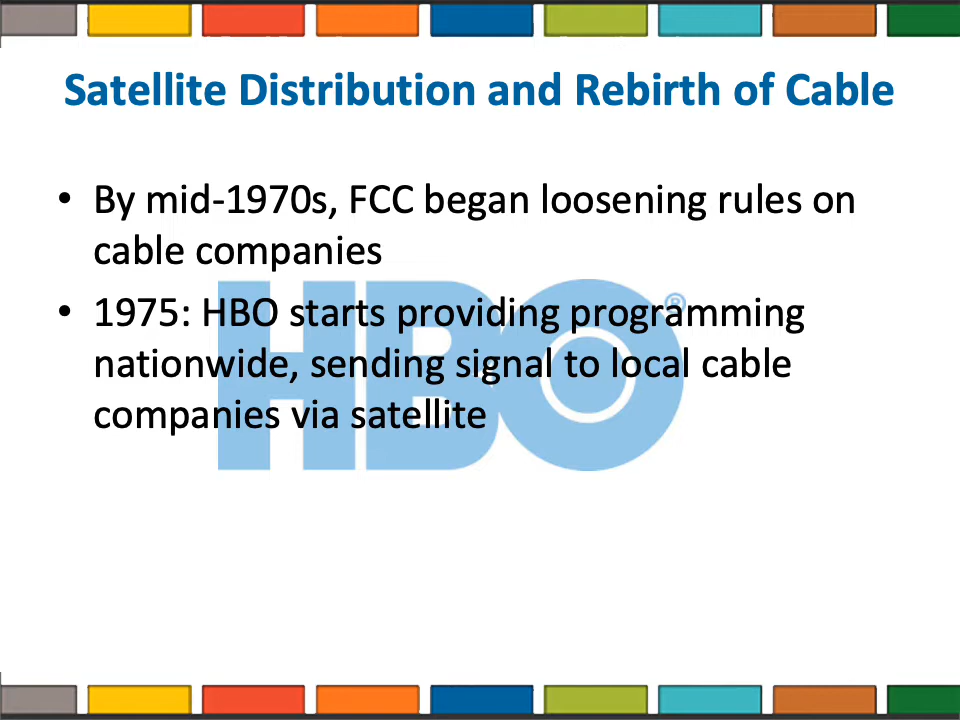 Satellite Distribution and Rebirth of Cable
• By mid-1970s, FCC began loosening rules on
cable companies
• 1975: HBO starts providing programming
nationwide, sending signal to local cable
companies via satellite
HBO®